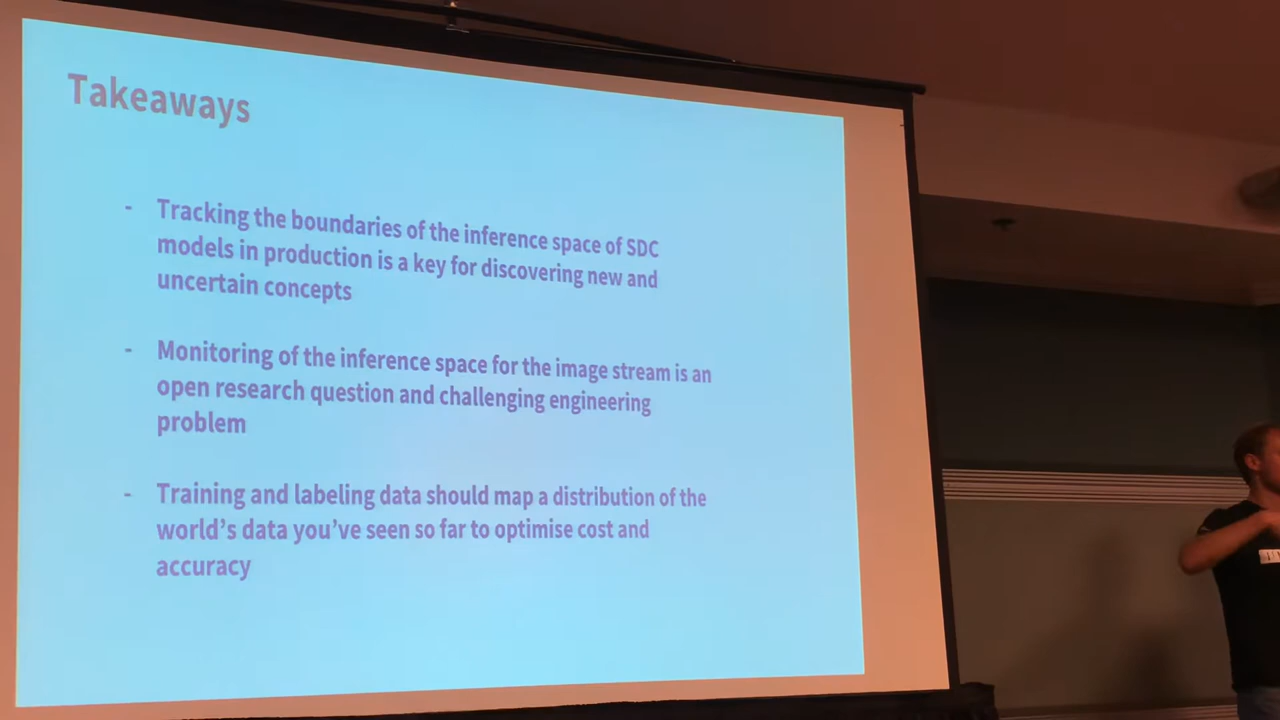 Takeaways
- Tracking the boundaries of the inference space of SDC
models in production is a key for discovering new and
uncertain concepts
- Monitoring of the inference space for the image stream is an
open research question and challenging engineering
problem
- Training and labeling data should map a distribution of the
world's data you've seen so far to optimise cost and
accuracy